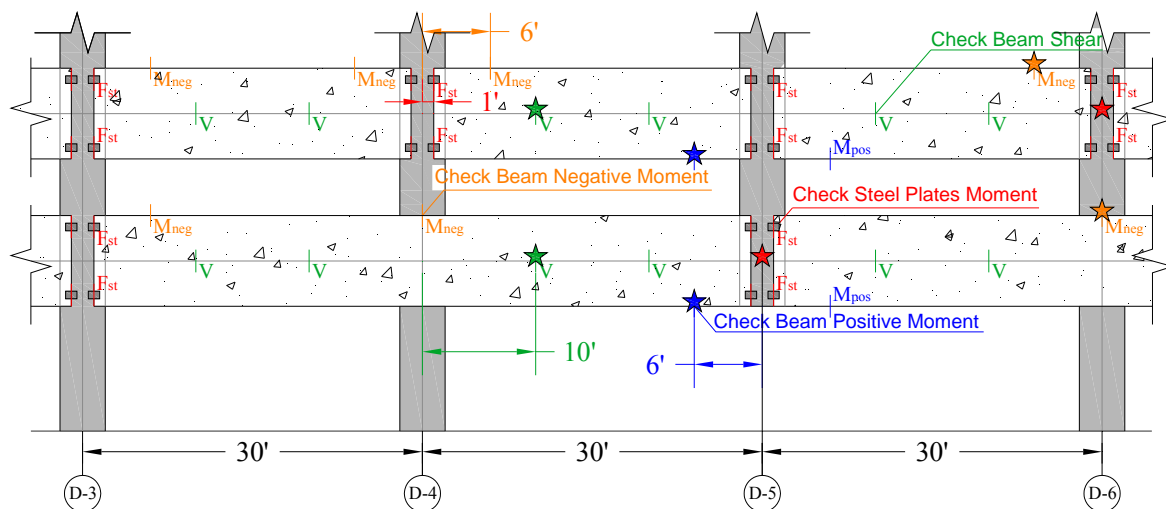 6'
Check Beam Shear
Mneg Mneg Mneg Mneg
Fst Fst Fst Fst Fst
1'
V V V V V V
Fst Fst Fst Fst Fst
Mpos
Check Beam Negative Moment
Check Steel Plates Moment
Mneg Mneg Mneg
Fst Fst
V V V V V V
Fst Fst
Mpos
Check Beam Positive Moment
10'
6'
30' 30' 30'
D-3 D-4 D-5 D-6